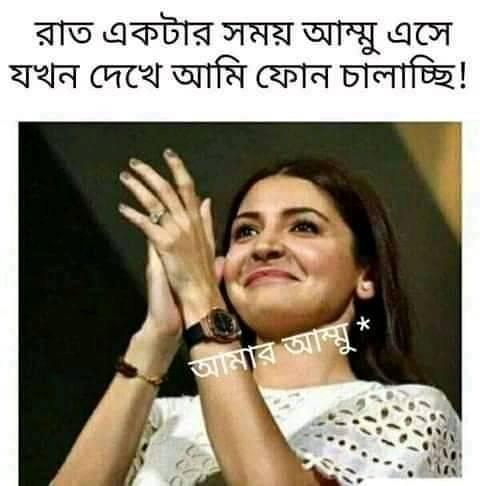 রাত একটার সময় আম্মু এসে
যখন দেখে আমি ফোন চালাচ্ছি!
আমার আম্মু *